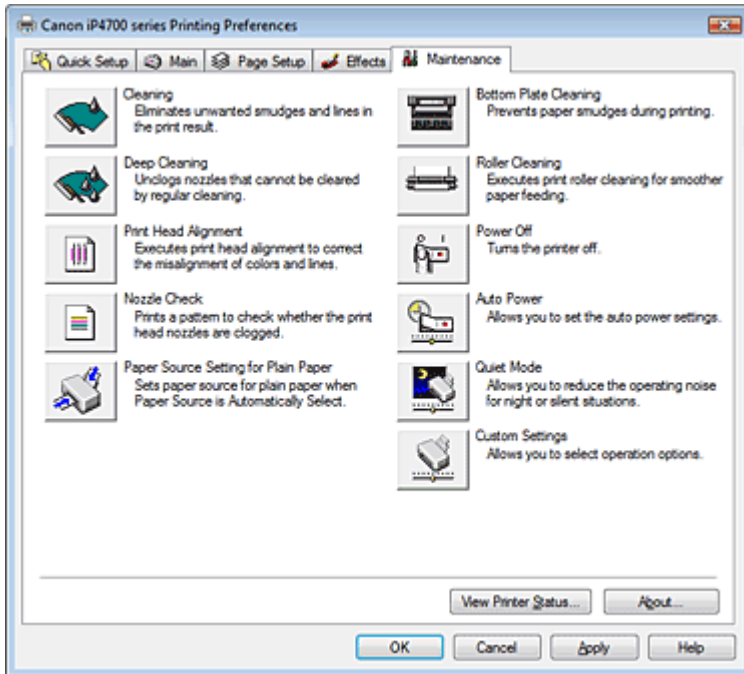 Canon iP4700 series Printing Preferences
Quick Setup
Main
Page Setup
Effects
Maintenance
Cleaning
Eliminates unwanted smudges and lines in
the print result.
Deep Cleaning
Unclogs nozzles that cannot be cleared
by regular cleaning.
Print Head Alignment
Executes print head alignment to correct
the misalignment of colors and lines.
Nozzle Check
Prints a pattern to check whether the print
head nozzles are clogged.
Paper Source Setting for Plain Paper
Sets paper source for plain paper when
Paper Source is Automatically Select.
Bottom Plate Cleaning
Prevents paper smudges during printing.
Roller Cleaning
Executes print roller cleaning for smoother
paper feeding.
Power Off
Turns the printer off.
Auto Power
Allows you to set the auto power settings.
Quiet Mode
Allows you to reduce the operating noise
for night or silent situations.
Custom Settings
Allows you to select operation options.
View Printer Status...
About...
OK
Cancel
Apply
Help